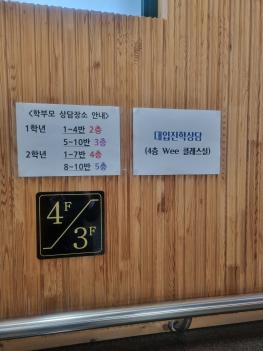 <학부모 상담장소 안내>
1학년 1~4반 2층
5~10반 3층
2학년 1~7반 4층
8~10반 5층
대입진학상담
(4층 Wee 클래스실)
4F
3F